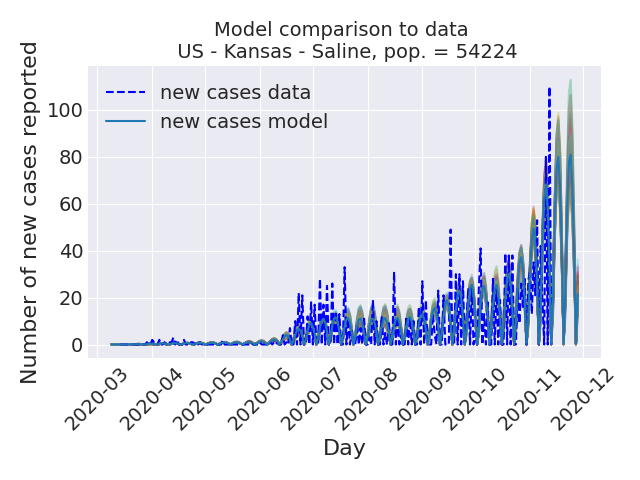 Model comparison to data
US - Kansas - Saline, pop. = 54224
Number of new cases reported
100
80
60
40
20
0
new cases data
new cases model
2020-03
2020-04
2020-05
2020-06
2020-07
2020-08
2020-09
2020-10
2020-11
2020-12
Day